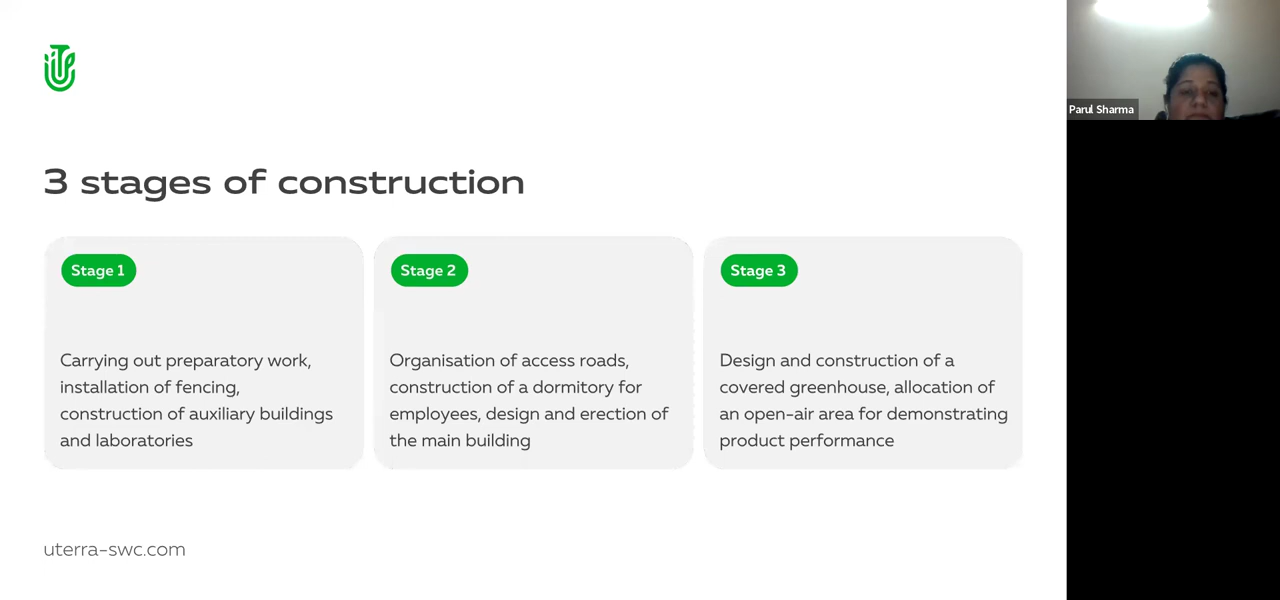 3 stages of construction
Stage 1
Carrying out preparatory work,
installation of fencing,
construction of auxiliary buildings
and laboratories
Stage 2
Organisation of access roads,
construction of a dormitory for
employees, design and erection of
the main building
Stage 3
Design and construction of a
covered greenhouse, allocation of
an open-air area for demonstrating
product performance
uterra-swc.com
Parul Sharma